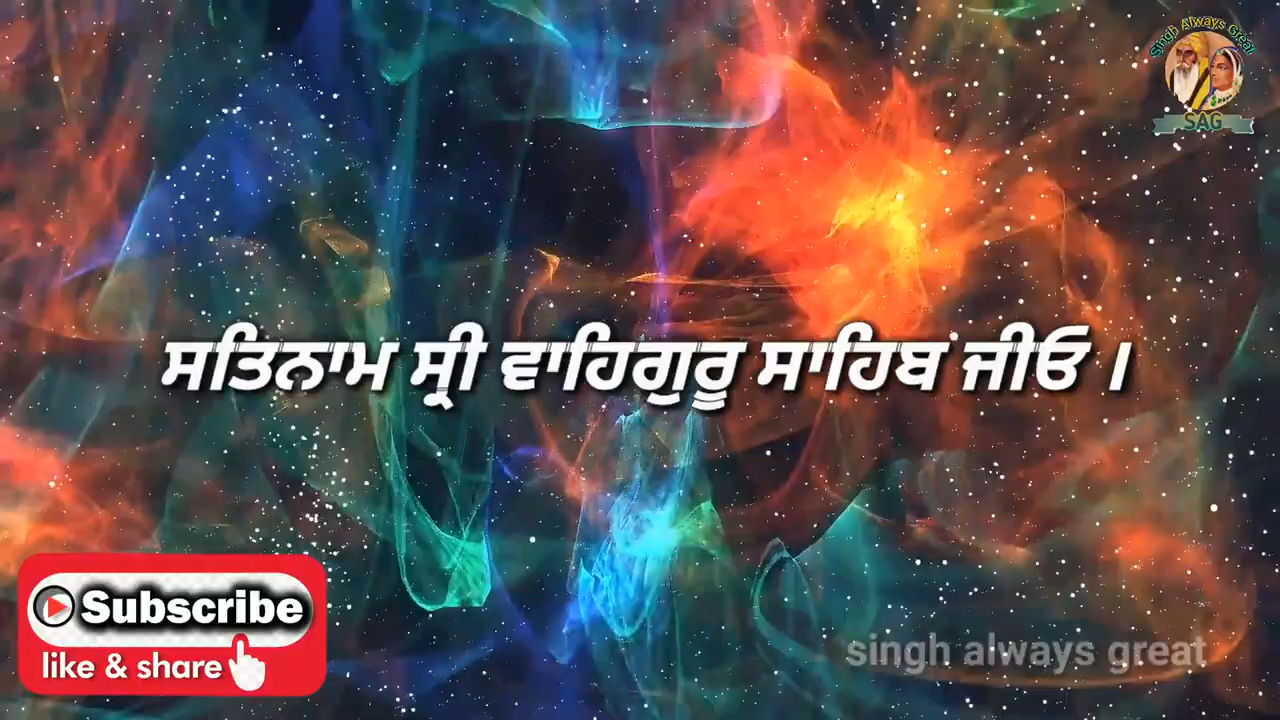 Singh Always Great
SAG
ਸਤਿਨਾਮ ਸ੍ਰੀ ਵਾਹਿਗੁਰੂ ਸਾਹਿਬ ਜੀਓ ।
Subscribe
like & share
singh always great